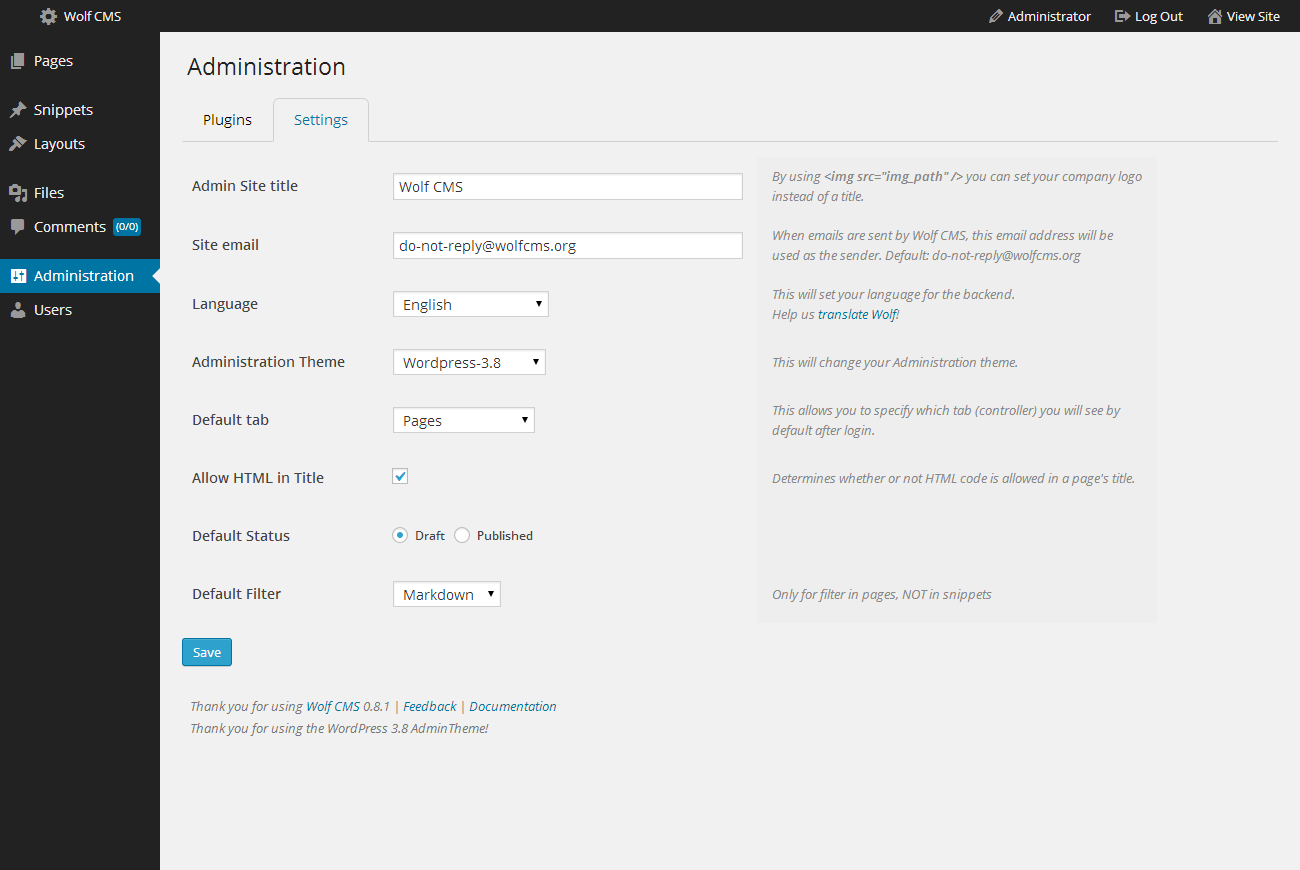 Wolf CMS
Administrator
Log Out
View Site
Pages
Snippets
Layouts
Files
Comments (0/0)
Administration
Users
Administration
Plugins
Settings
Admin Site title
Wolf CMS
By using <img src="img_path" /> you can set your company logo
instead of a title.
Site email
do-not-reply@wolfcms.org
When emails are sent by Wolf CMS, this email address will be
used as the sender. Default: do-not-reply@wolfcms.org
Language
English
This will set your language for the backend.
Help us translate Wolf!
Administration Theme
Wordpress-3.8
This will change your Administration theme.
Default tab
Pages
This allows you to specify which tab (controller) you will see by
default after login.
Allow HTML in Title
Determines whether or not HTML code is allowed in a page's title.
Default Status
Draft
Published
Default Filter
Markdown
Only for filter in pages, NOT in snippets
Save
Thank you for using Wolf CMS 0.8.1 | Feedback | Documentation
Thank you for using the WordPress 3.8 AdminTheme!